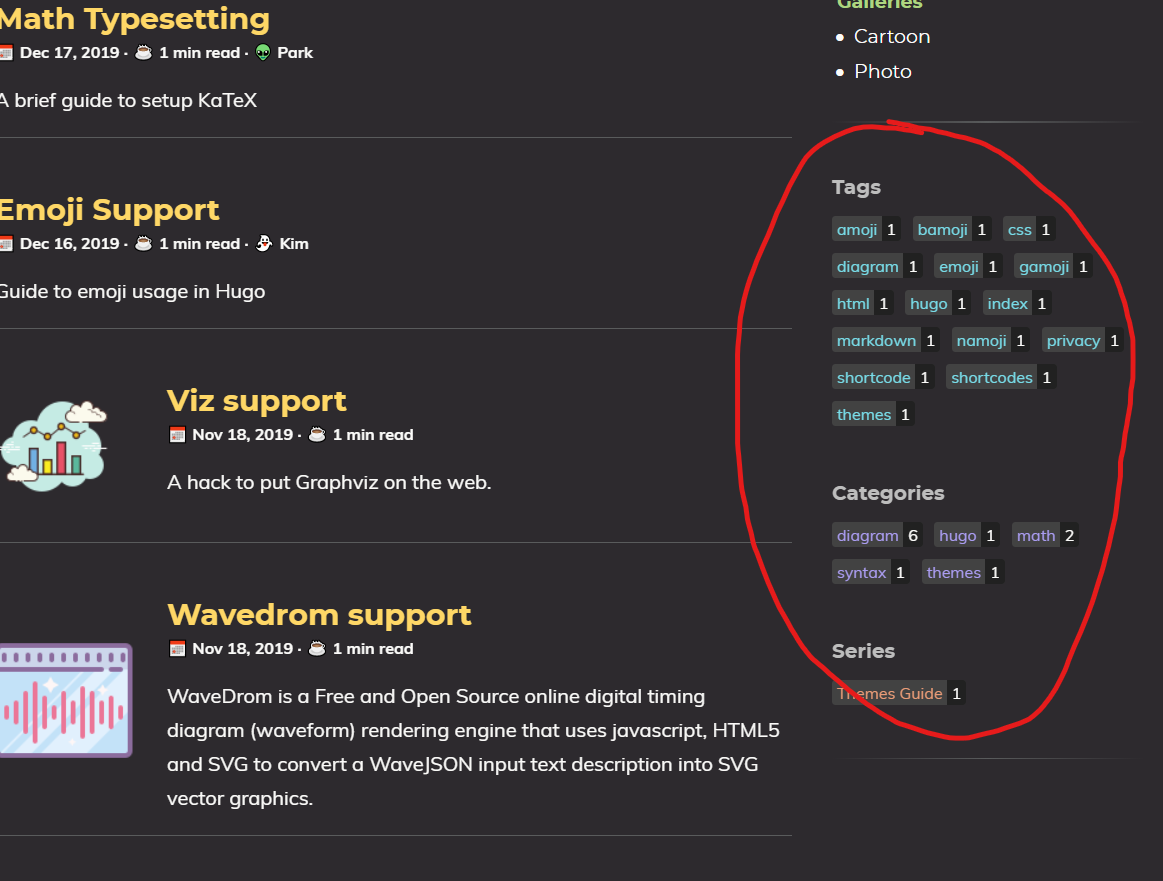 Math Typesetting
Dec 17, 2019 · 1 min read · Park
A brief guide to setup KaTeX
Emoji Support
Dec 16, 2019 · 1 min read · Kim
Guide to emoji usage in Hugo
Viz support
Nov 18, 2019 · 1 min read
A hack to put Graphviz on the web.
Wavedrom support
Nov 18, 2019 · 1 min read
WaveDrom is a Free and Open Source online digital timing
diagram (waveform) rendering engine that uses javascript, HTML5
and SVG to convert a WaveJSON input text description into SVG
vector graphics.
Galleries
• Cartoon
• Photo
Tags
amoji 1 bamoji 1 css 1
diagram 1 emoji 1 gamoji 1
html 1 hugo 1 index 1
markdown 1 namoji 1 privacy 1
shortcode 1 shortcodes 1
themes 1
Categories
diagram 6 hugo 1 math 2
syntax 1 themes 1
Series
Themes Guide 1